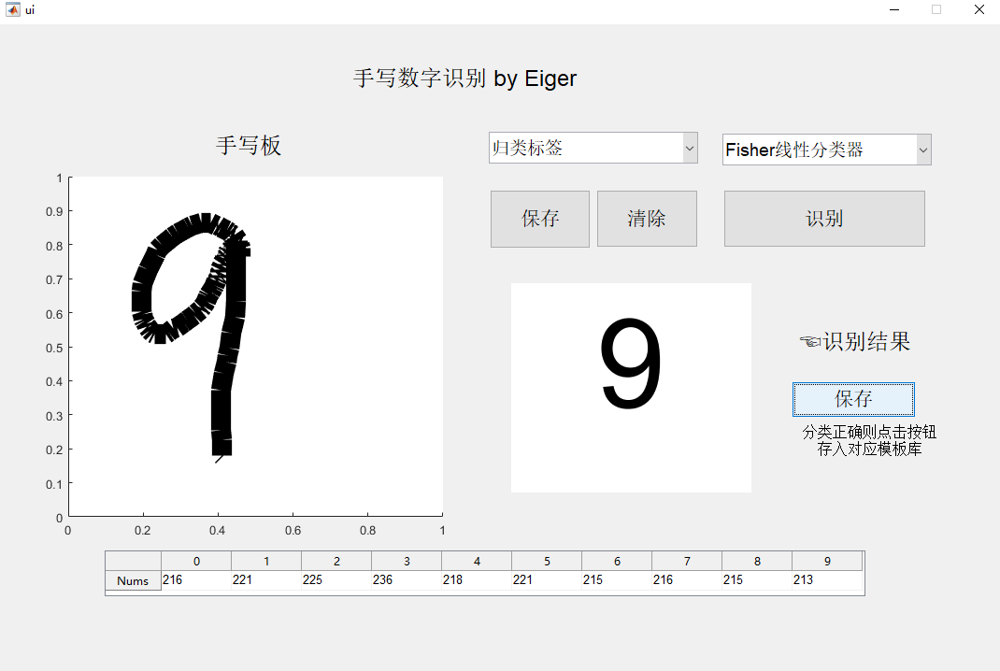 ui
手写数字识别 by Eiger
手写板
归类标签
Fisher线性分类器
保存
清除
识别
1
0.9
0.8
0.7
0.6
0.5
0.4
0.3
0.2
0.1
0
0 0.2 0.4 0.6 0.8 1
9
9
☜识别结果
保存
分类正确则点击按钮
存入对应模板库
0 1 2 3 4 5 6 7 8 9
Nums 216 221 225 236 218 221 215 216 215 213